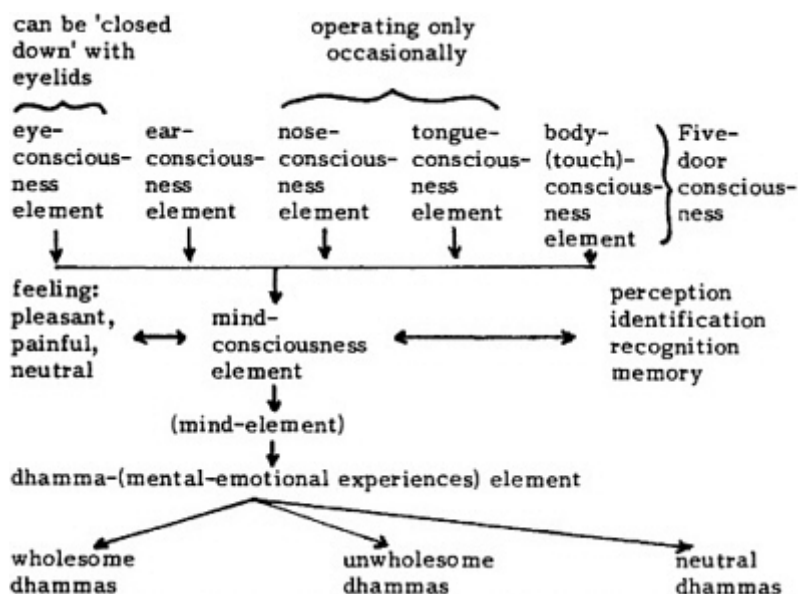 can be 'closed
down' with
eyelids
operating only
occasionally
eye-
conscious-
ness
element
ear-
conscious-
ness
element
nose-
conscious-
ness
element
tongue-
conscious-
ness
element
body-
(touch)-
conscious-
ness
element
Five-
door
conscious-
ness
feeling:
pleasant,
painful,
neutral
mind-
consciousness
element
perception
identification
recognition
memory
(mind-element)
dhamma-(mental-emotional experiences) element
wholesome
dhammas
unwholesome
dhammas
neutral
dhammas